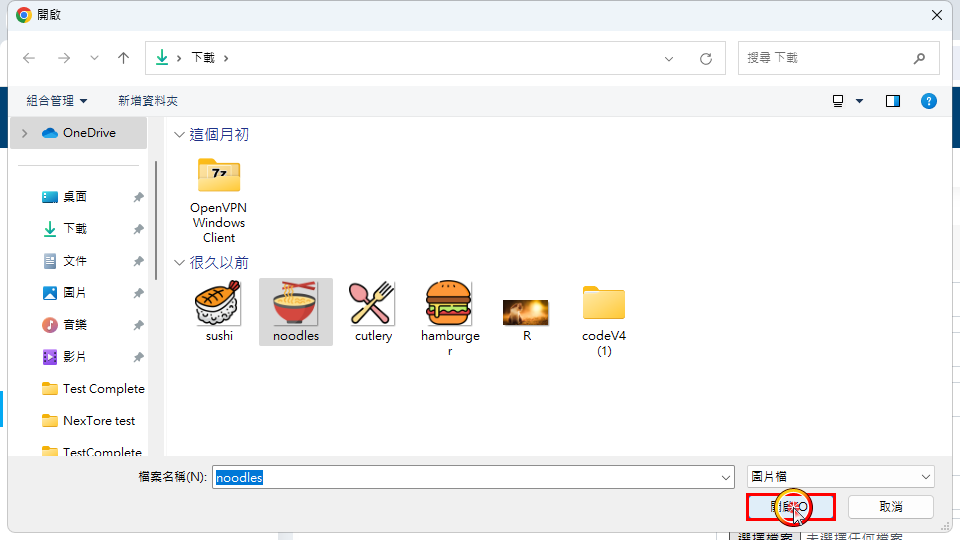 開啟
下載
搜尋 下載
組合管理
新增資料夾
OneDrive
桌面
下載
文件
圖片
音樂
影片
Test Complete
NexTore test
TestComplete
這個月初
7z
OpenVPN
Windows
Client
很久以前
sushi
noodles
cutlery
hamburge
r
R
codeV4
(1)
檔案名稱(N):
noodles
圖片檔
取消
選擇檔案
未選擇任何檔案